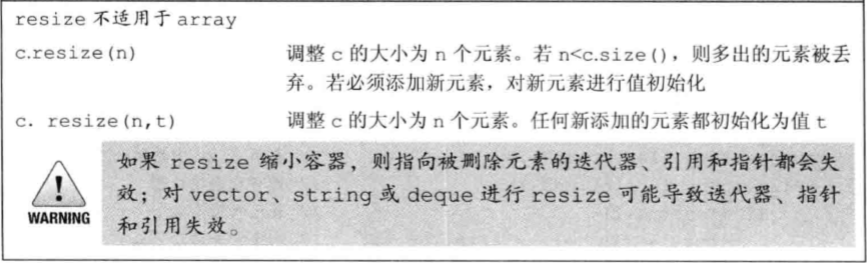 resize 不适用于 array
c.resize(n) 调整 c 的大小为 n 个元素。若 n<c.size(), 则多出的元素被丢
弃。若必须添加新元素，对新元素进行值初始化
c. resize(n,t) 调整 c 的大小为 n 个元素。任何新添加的元素都初始化为值 t
如果 resize 缩小容器，则指向被删除元素的迭代器、引用和指针都会失
效；对 vector、string 或 deque 进行 resize 可能导致迭代器、指针
和引用失效。
WARNING